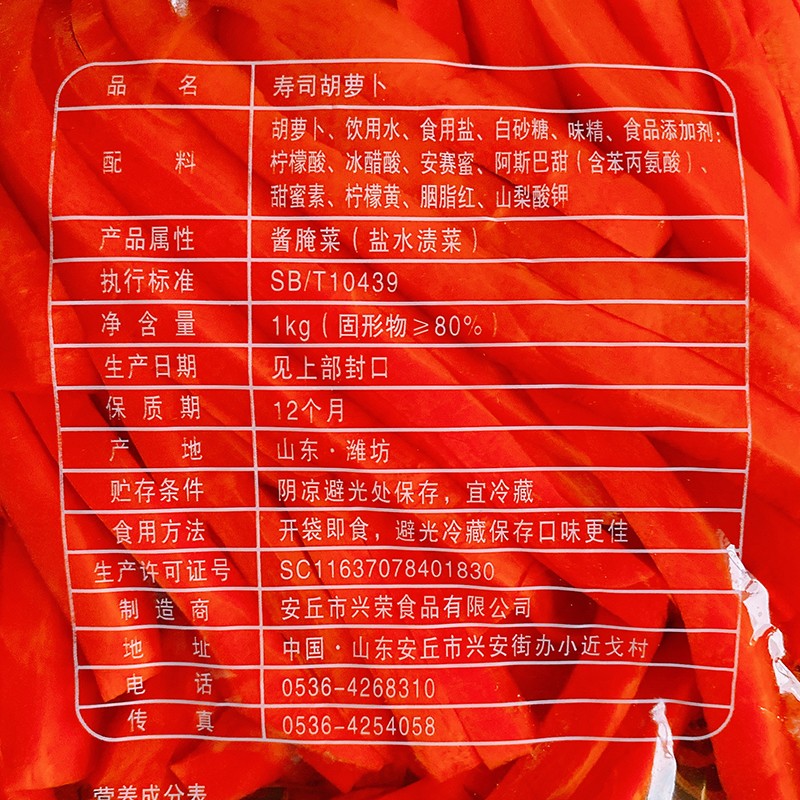 品名 寿司胡萝卜
配料 胡萝卜、饮用水、食用盐、白砂糖、味精、食品添加剂:
柠檬酸、冰醋酸、安赛蜜、阿斯巴甜（含苯丙氨酸）、
甜蜜素、柠檬黄、胭脂红、山梨酸钾
产品属性 酱腌菜（盐水渍菜）
执行标准 SB/T10439
净含量 1kg（固形物≥80%）
生产日期 见上部封口
保质期 12个月
产地 山东·潍坊
贮存条件 阴凉避光处保存，宜冷藏
食用方法 开袋即食，避光冷藏保存口味更佳
生产许可证号 SC11637078401830
制造商 安丘市兴荣食品有限公司
地址 中国·山东安丘市兴安街办小近戈村
电话 0536-4268310
传真 0536-4254058
营养成分表